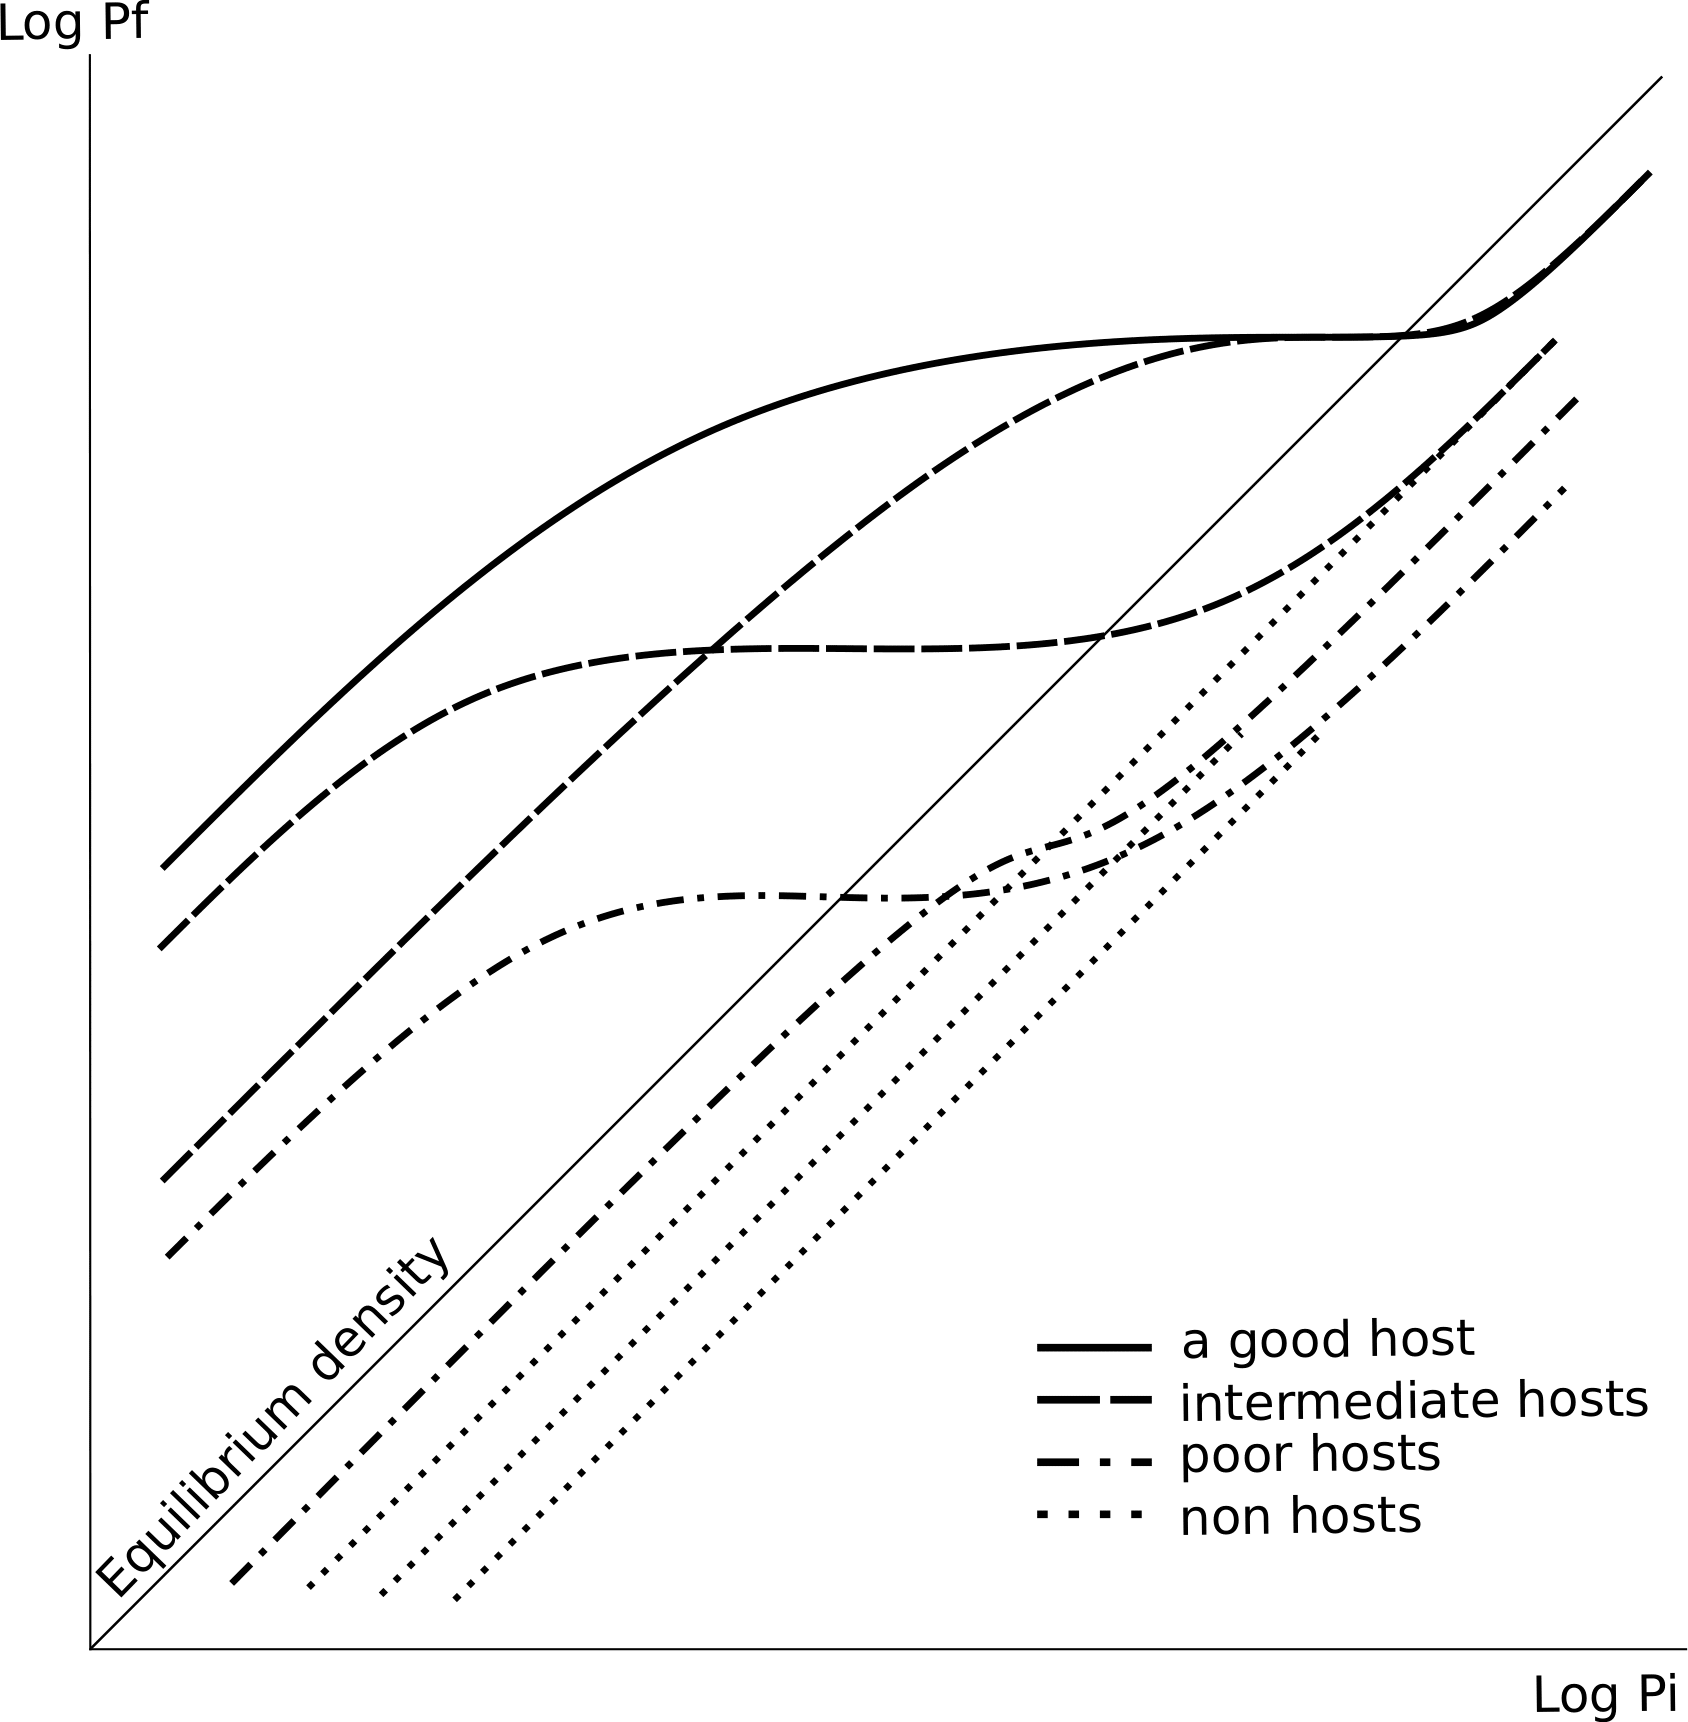 Log Pf
Equilibrium density
a good host
intermediate hosts
poor hosts
non hosts
Log Pi